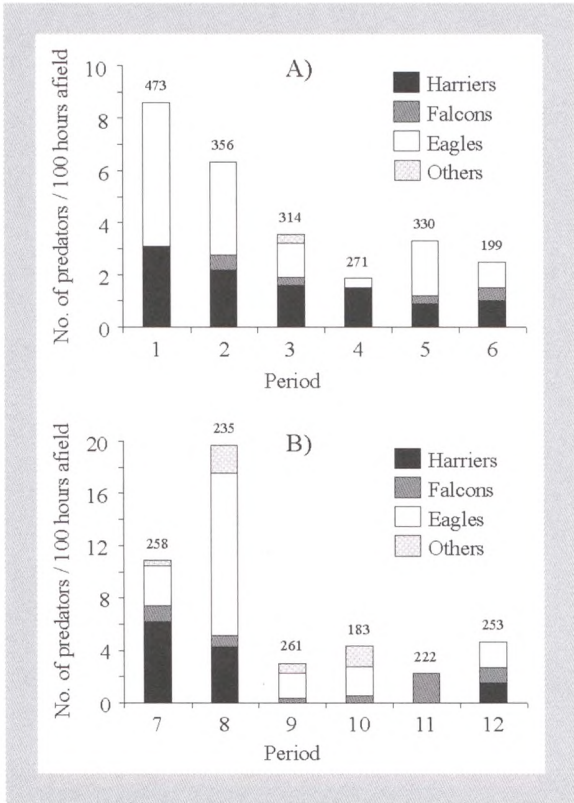 A)
No. of predators / 100 hours afield
10
8
6
4
2
0
473
356
314
271
330
199
Harriers
Falcons
Eagles
Others
1 2 3 4 5 6
Period
B)
No. of predators / 100 hours afield
20
16
12
8
4
0
258
235
261
183
222
253
Harriers
Falcons
Eagles
Others
7 8 9 10 11 12
Period